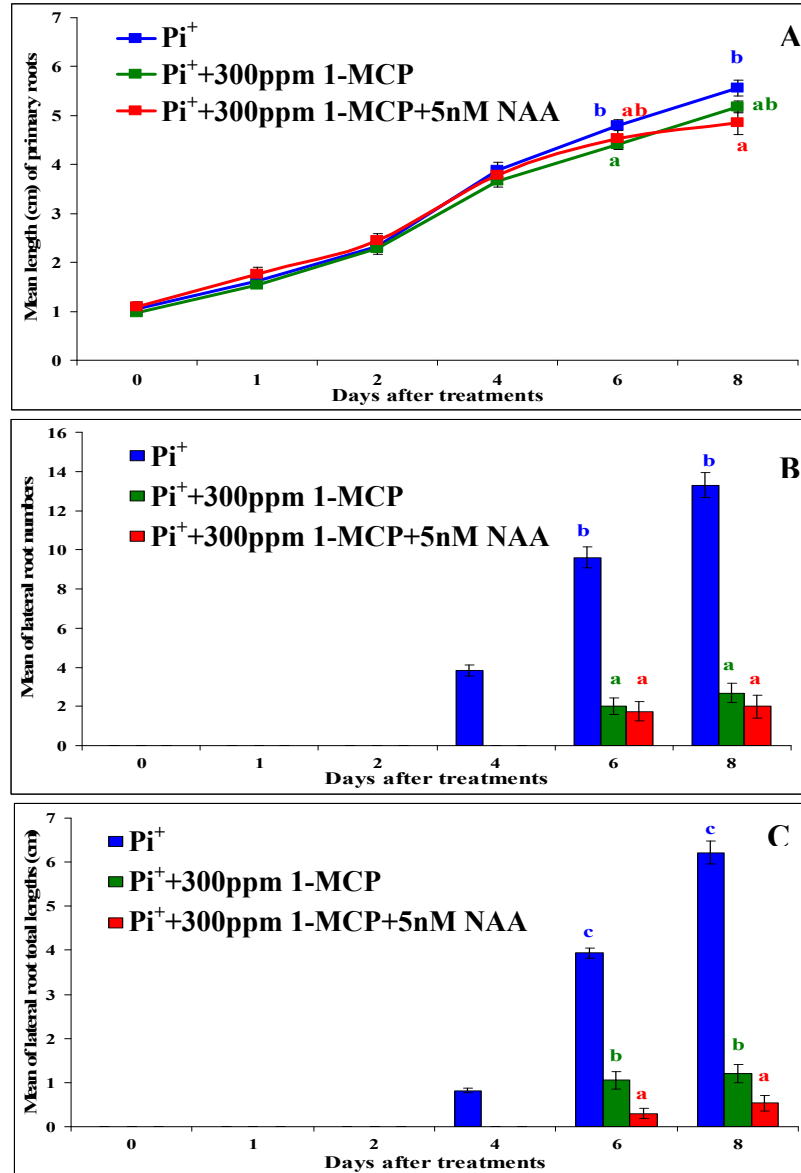 A
Pi⁺
Pi⁺+300ppm 1-MCP
Pi⁺+300ppm 1-MCP+5nM NAA
Mean length (cm) of primary roots
7
6
5
4
3
2
1
0
b
b
ab
ab
a
a
0 1 2 4 6 8
Days after treatments
B
Pi⁺
Pi⁺+300ppm 1-MCP
Pi⁺+300ppm 1-MCP+5nM NAA
Mean of lateral root numbers
16
14
12
10
8
6
4
2
0
b
b
a a
a a
0 1 2 4 6 8
Days after treatments
C
Pi⁺
Pi⁺+300ppm 1-MCP
Pi⁺+300ppm 1-MCP+5nM NAA
Mean of lateral root total lengths (cm)
7
6
5
4
3
2
1
0
c
c
b
a
b
a
0 1 2 4 6 8
Days after treatments